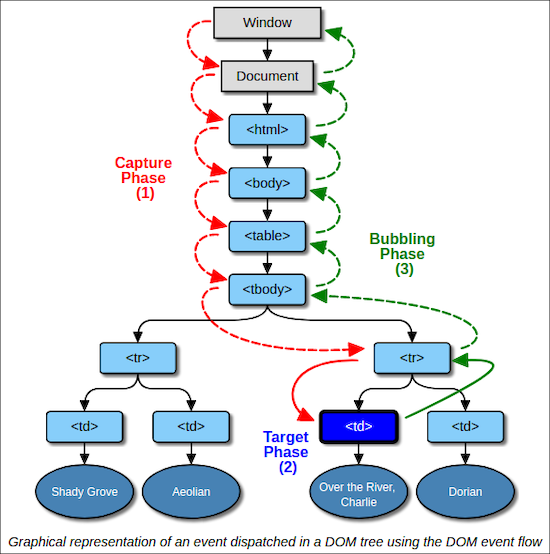 Window
Document
<html>
Capture
Phase
(1)
<body>
<table>
Bubbling
Phase
(3)
<tbody>
<tr>
<tr>
<td>
<td>
Target
Phase
(2)
<td>
<td>
Shady Grove
Aeolian
Over the River,
Charlie
Dorian
Graphical representation of an event dispatched in a DOM tree using the DOM event flow